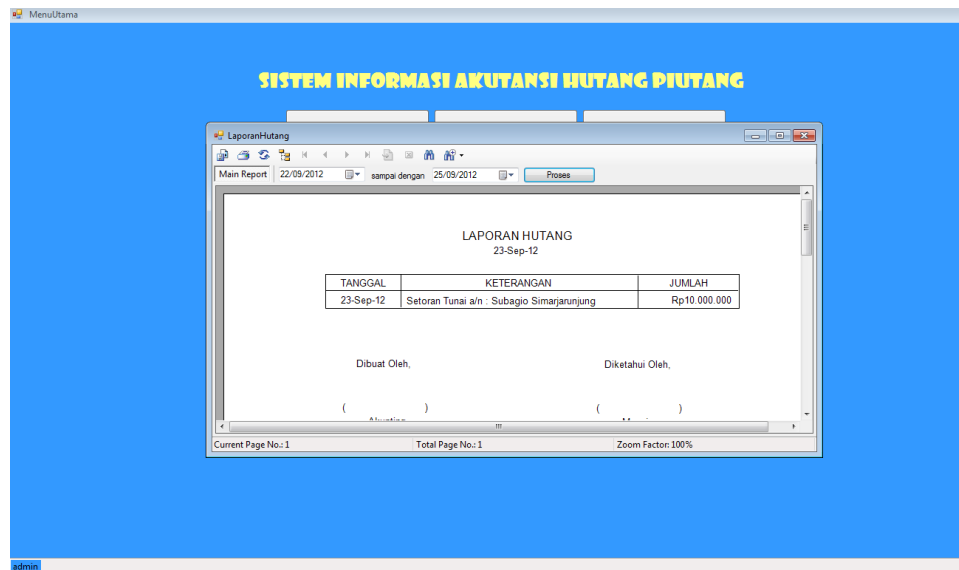 MenuUtama
SISTEM INFORMASI AKUTANSI HUTANG PIUTANG
LaporanHutang
Main Report 22/09/2012 sampai dengan 25/09/2012 Proses
LAPORAN HUTANG
23-Sep-12
TANGGAL KETERANGAN JUMLAH
23-Sep-12 Setoran Tunai a/n : Subagio Simarjarunjung Rp10.000.000
Dibuat Oleh, Diketahui Oleh,
( ) ( )
Current Page No.: 1 Total Page No.: 1 Zoom Factor: 100%
admin